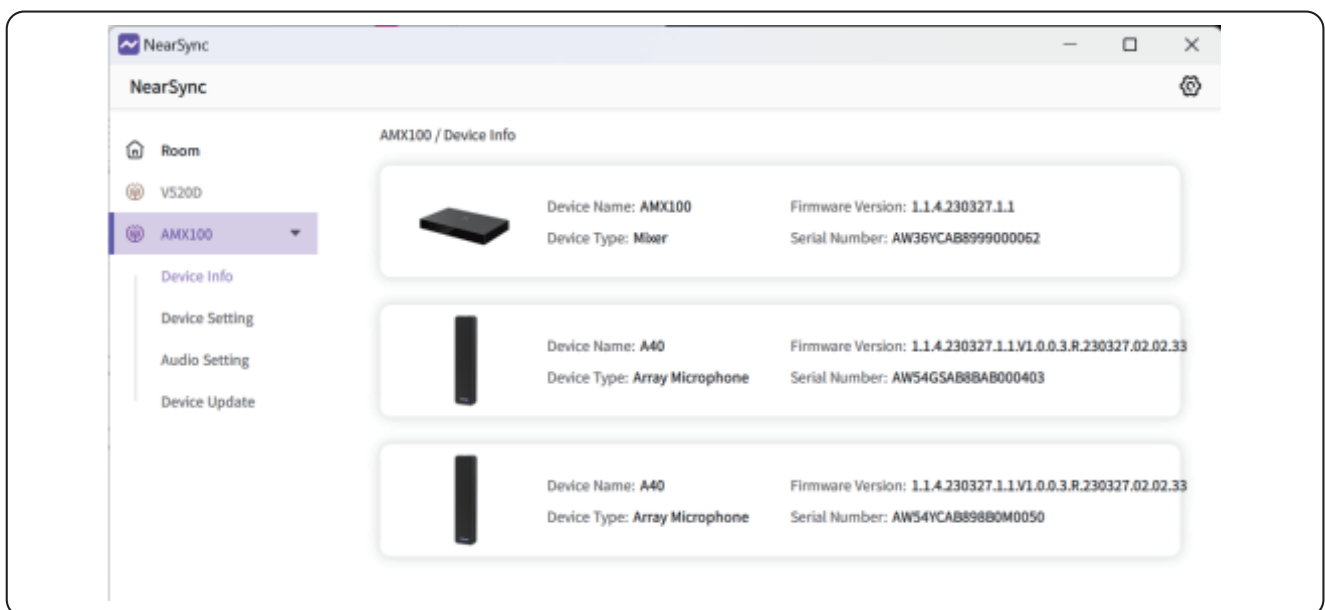 NearSync
NearSync
Room
V520D
AMX100
Device Info
Device Setting
Audio Setting
Device Update
AMX100 / Device Info
Device Name: AMX100 Firmware Version: 1.1.4.230327.1.1
Device Type: Mixer Serial Number: AW36YCAB8999000062
Device Name: A40 Firmware Version: 1.1.4.230327.1.1.V1.0.0.3.R.230327.02.02.33
Device Type: Array Microphone Serial Number: AW54GSAB8BAB000403
Device Name: A40 Firmware Version: 1.1.4.230327.1.1.V1.0.0.3.R.230327.02.02.33
Device Type: Array Microphone Serial Number: AW54YCAB898B0M0050